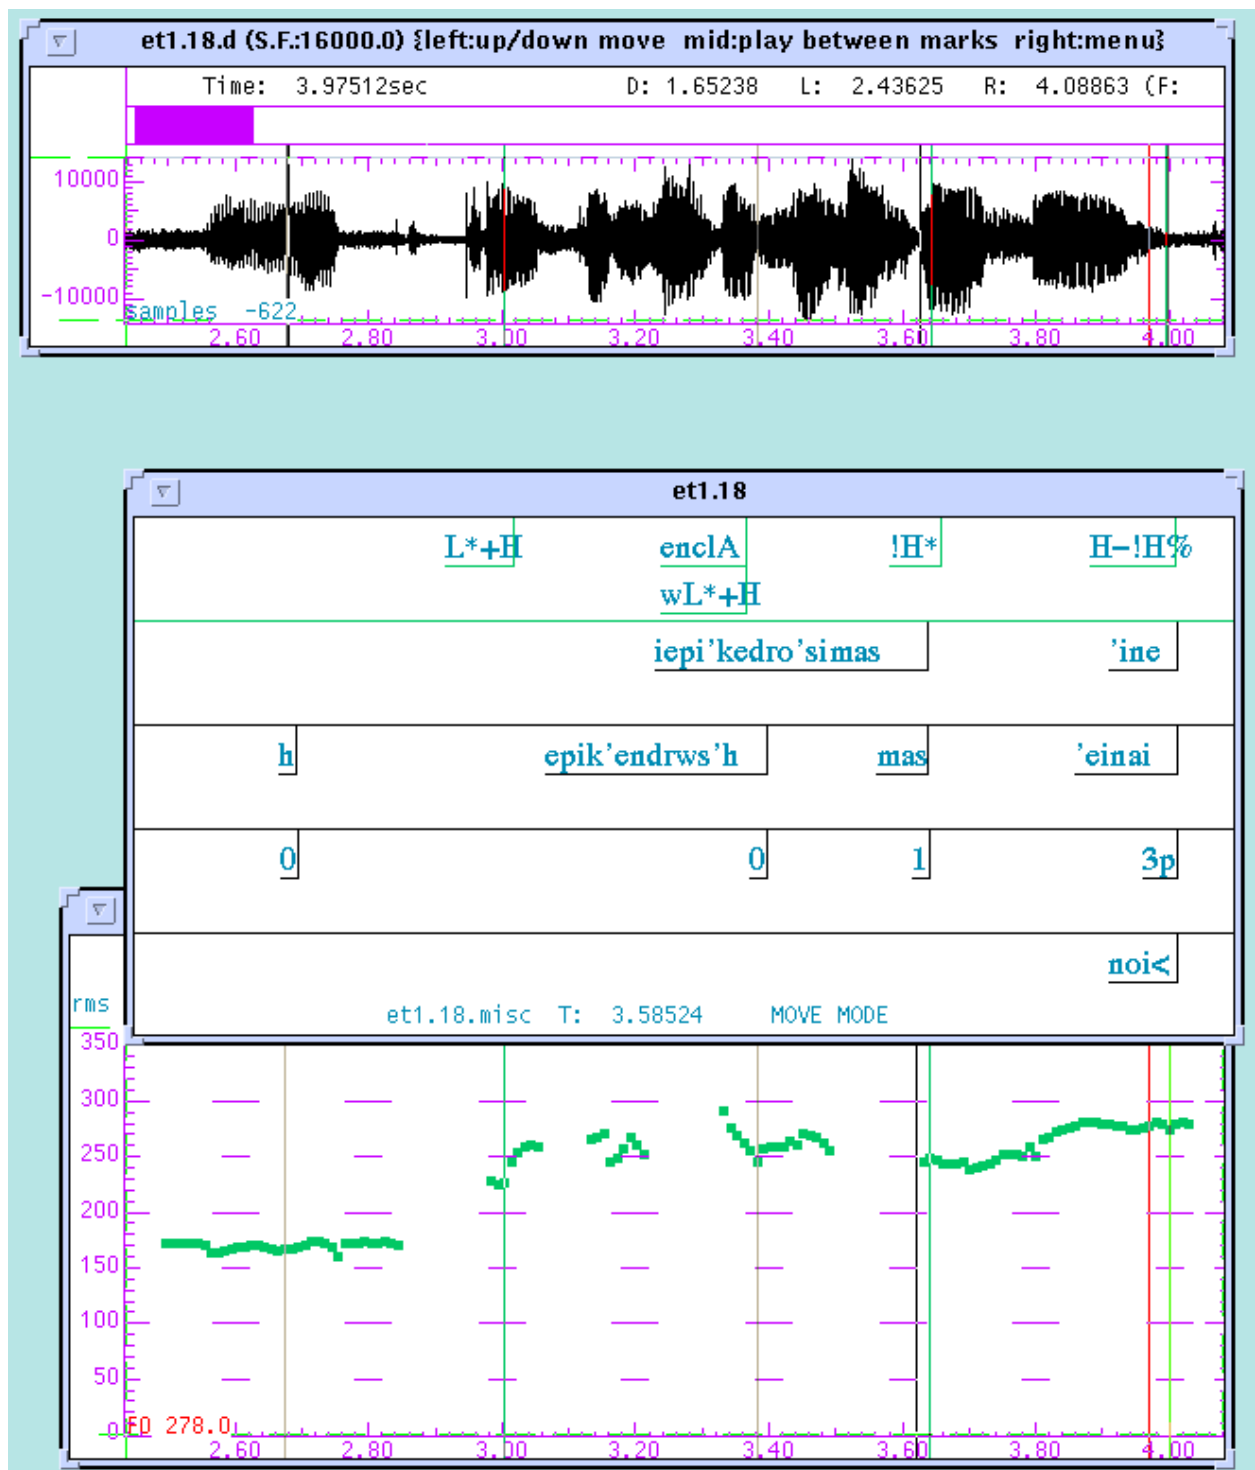 et1.18.d (S.F.:16000.0) {left:up/down move mid:play between marks right:menu}
Time: 3.97512sec D: 1.65238 L: 2.43625 R: 4.08863 (F:
10000
0
-10000
samples -622
2.60 2.80 3.00 3.20 3.40 3.60 3.80 4.00
et1.18
L*+H enclA !H* H-!H%
wL*+H
iepi'kedro'simas 'ine
h epik'endrws'h mas 'einai
0 0 1 3p
noi<
rms
et1.18.misc T: 3.58524 MOVE MODE
350
300
250
200
150
100
50
0
F0 278.0
2.60 2.80 3.00 3.20 3.40 3.60 3.80 4.00